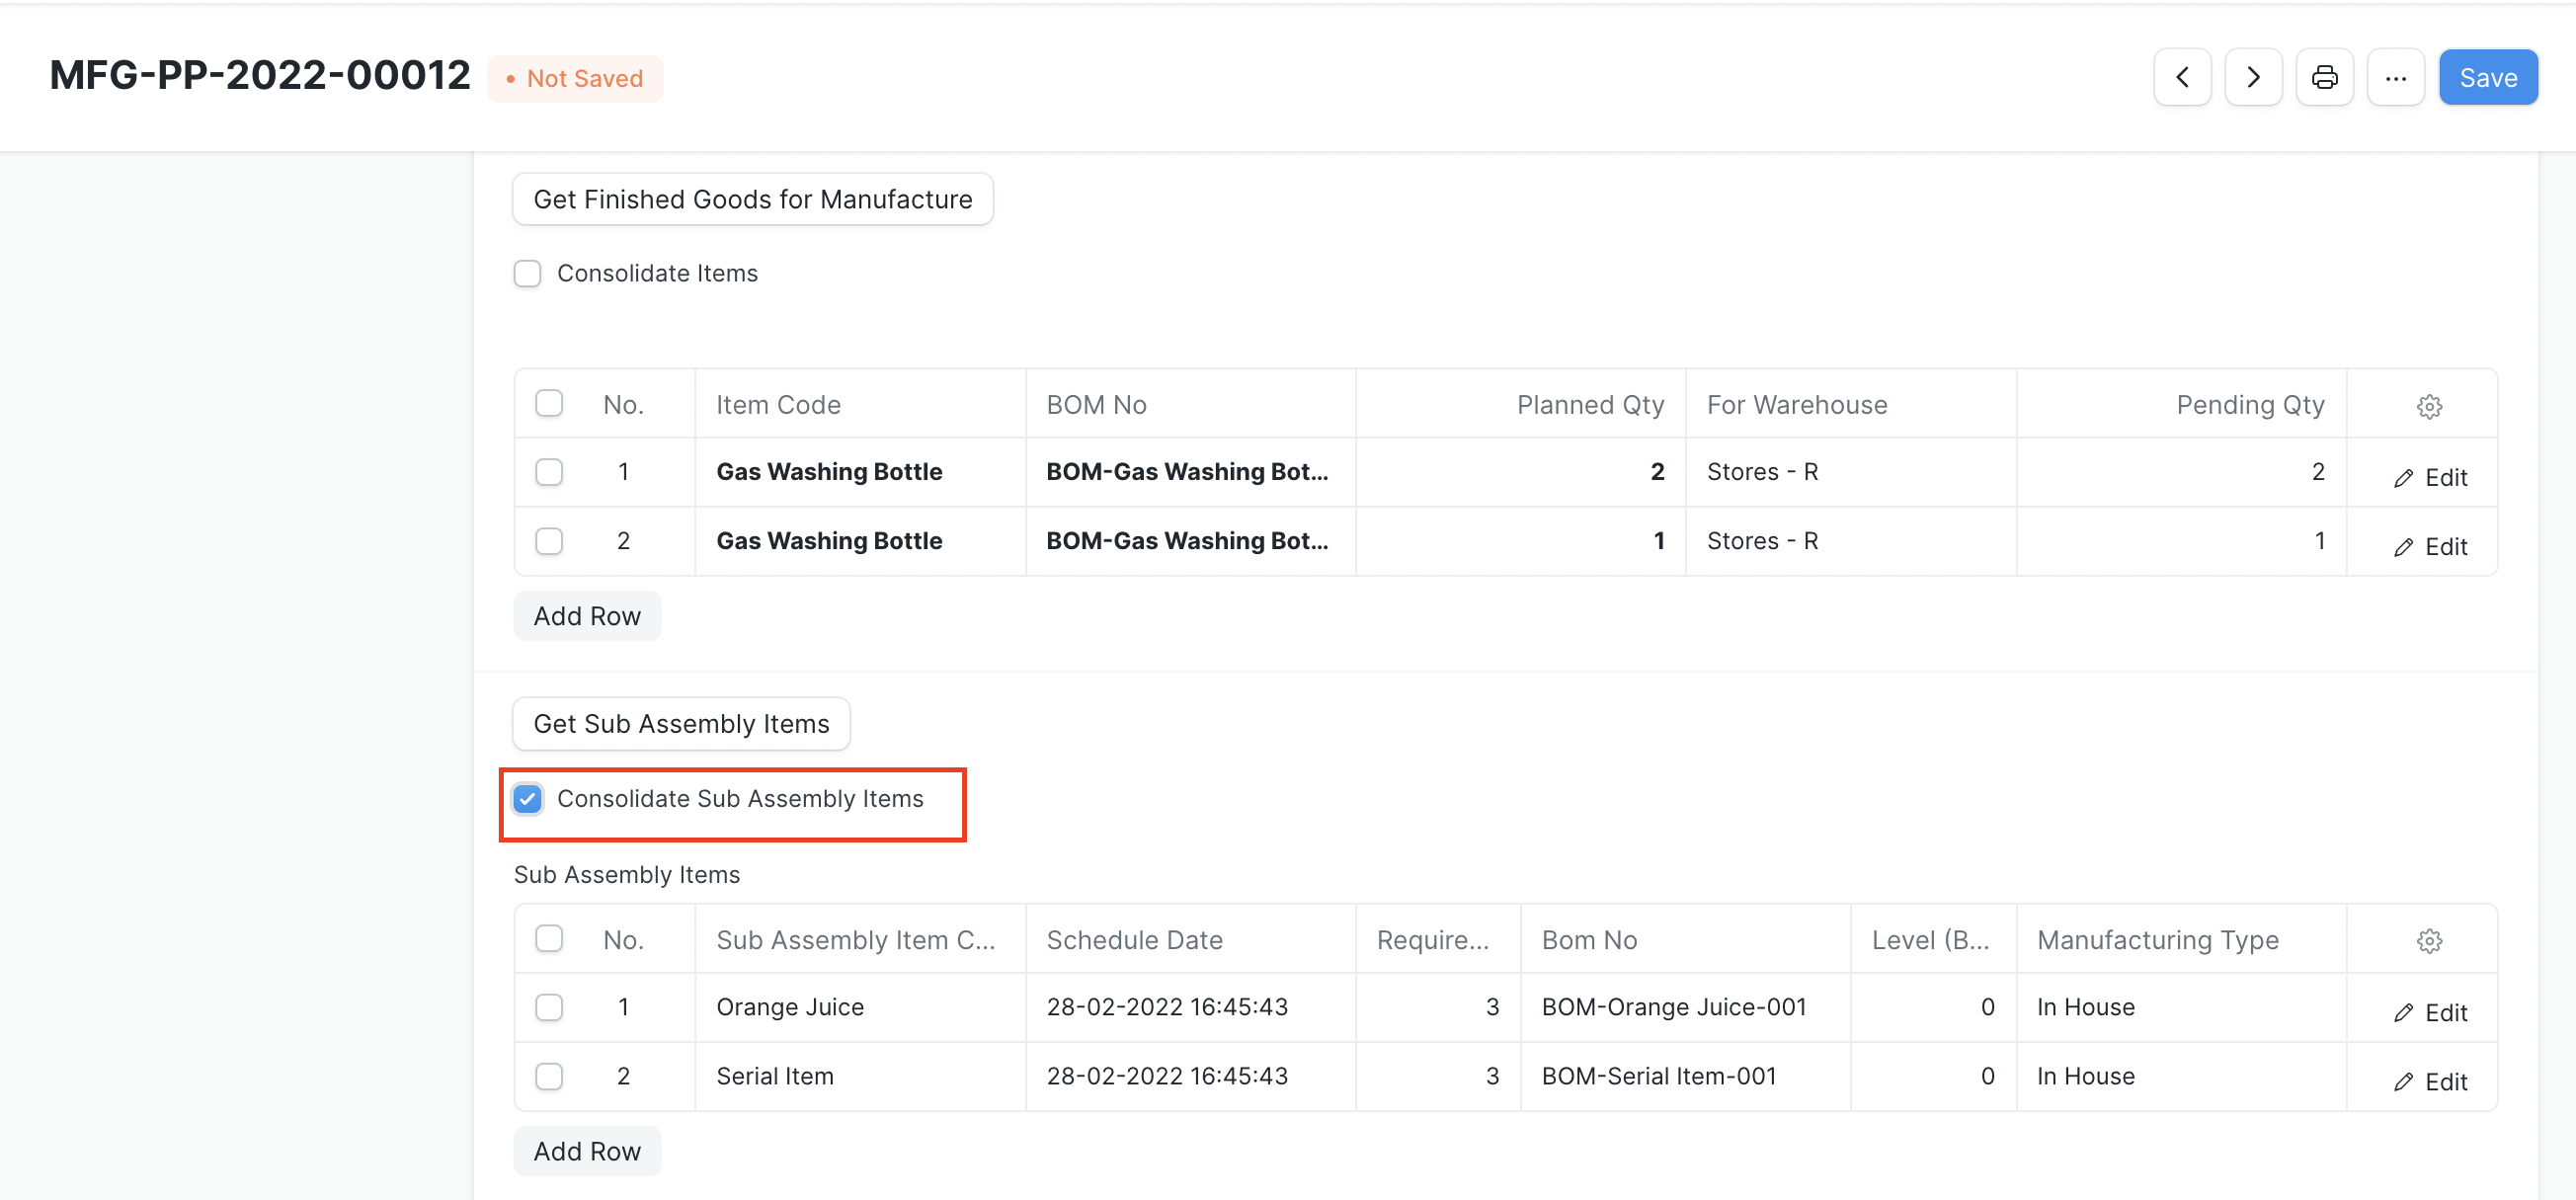 MFG-PP-2022-00012 • Not Saved Save
Get Finished Goods for Manufacture
Consolidate Items
No. Item Code BOM No Planned Qty For Warehouse Pending Qty
1 Gas Washing Bottle BOM-Gas Washing Bot... 2 Stores - R 2 Edit
2 Gas Washing Bottle BOM-Gas Washing Bot... 1 Stores - R 1 Edit
Add Row
Get Sub Assembly Items
Consolidate Sub Assembly Items
Sub Assembly Items
No. Sub Assembly Item C... Schedule Date Require... Bom No Level (B... Manufacturing Type
1 Orange Juice 28-02-2022 16:45:43 3 BOM-Orange Juice-001 0 In House Edit
2 Serial Item 28-02-2022 16:45:43 3 BOM-Serial Item-001 0 In House Edit
Add Row